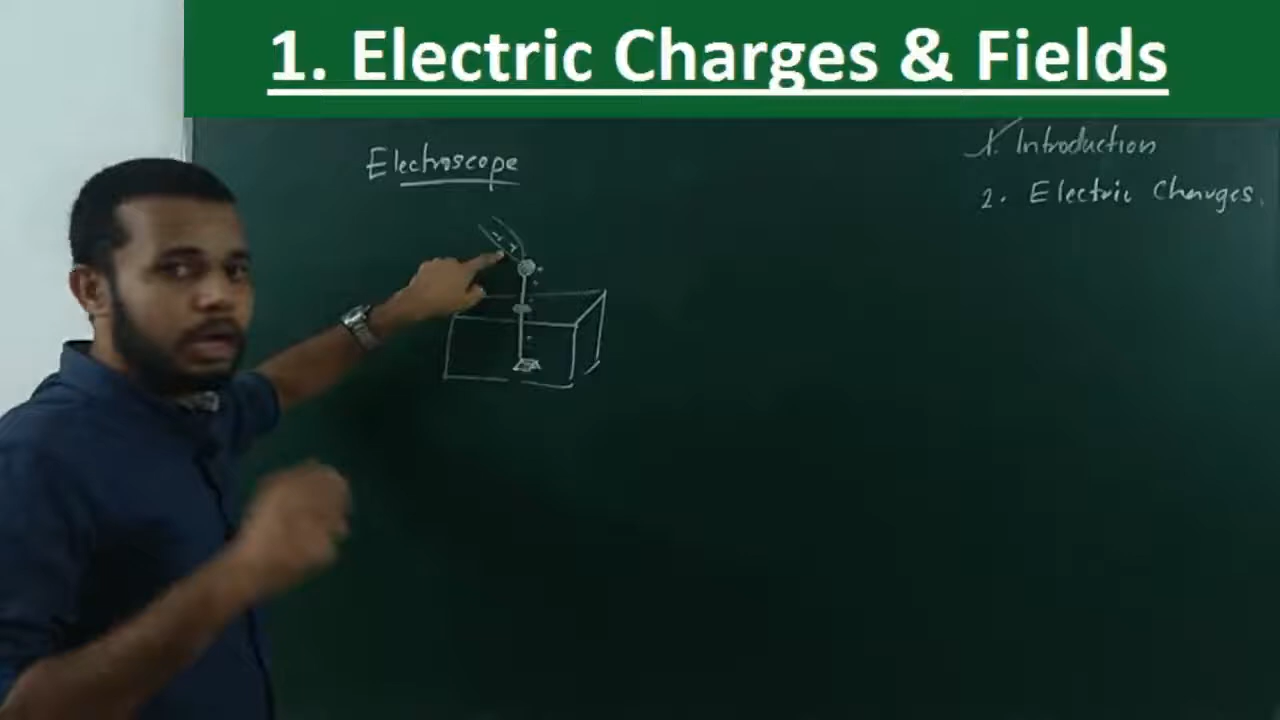 1. Electric Charges & Fields
Electroscope
1. Introduction
2. Electric Charges.